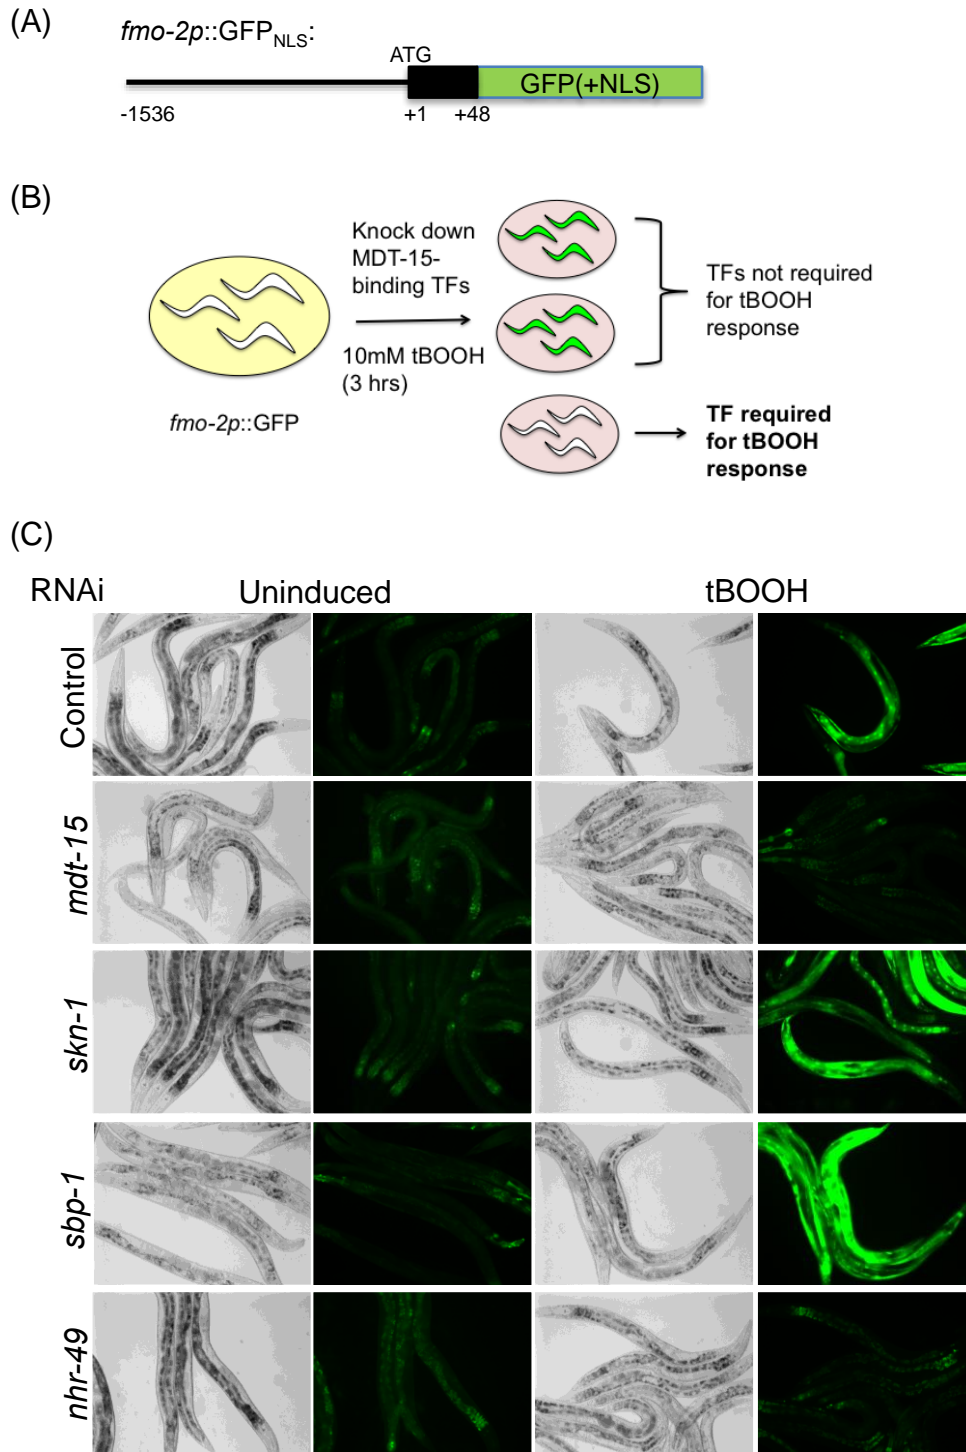 (A)
fmo-2p::GFPNLS:
ATG
GFP(+NLS)
-1536
+1
+48
(B)
Knock down
MDT-15-
binding TFs
10mM tBOOH
(3 hrs)
fmo-2p::GFP
TFs not required
for tBOOH
response
TF required
for tBOOH
response
(C)
RNAi
Uninduced
tBOOH
Control
mdt-15
skn-1
sbp-1
nhr-49